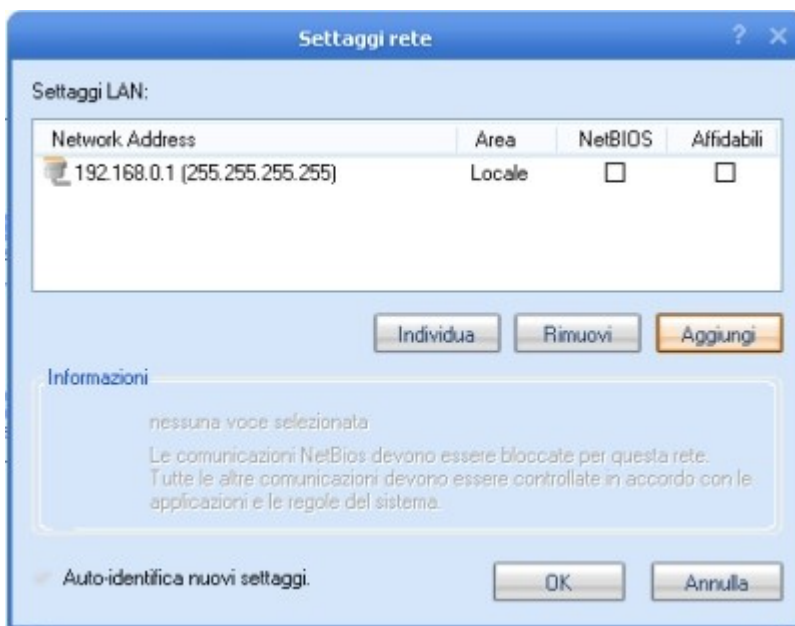 Settaggi rete
Settaggi LAN:
Network Address Area NetBIOS Affidabili
192.168.0.1 (255.255.255.255) Locale
Individua Rimuovi Aggiungi
Informazioni
nessuna voce selezionata
Le comunicazioni NetBios devono essere bloccate per questa rete.
Tutte le altre comunicazioni devono essere controllate in accordo con le
applicazioni e le regole del sistema.
Auto-identifica nuovi settaggi.
OK Annulla